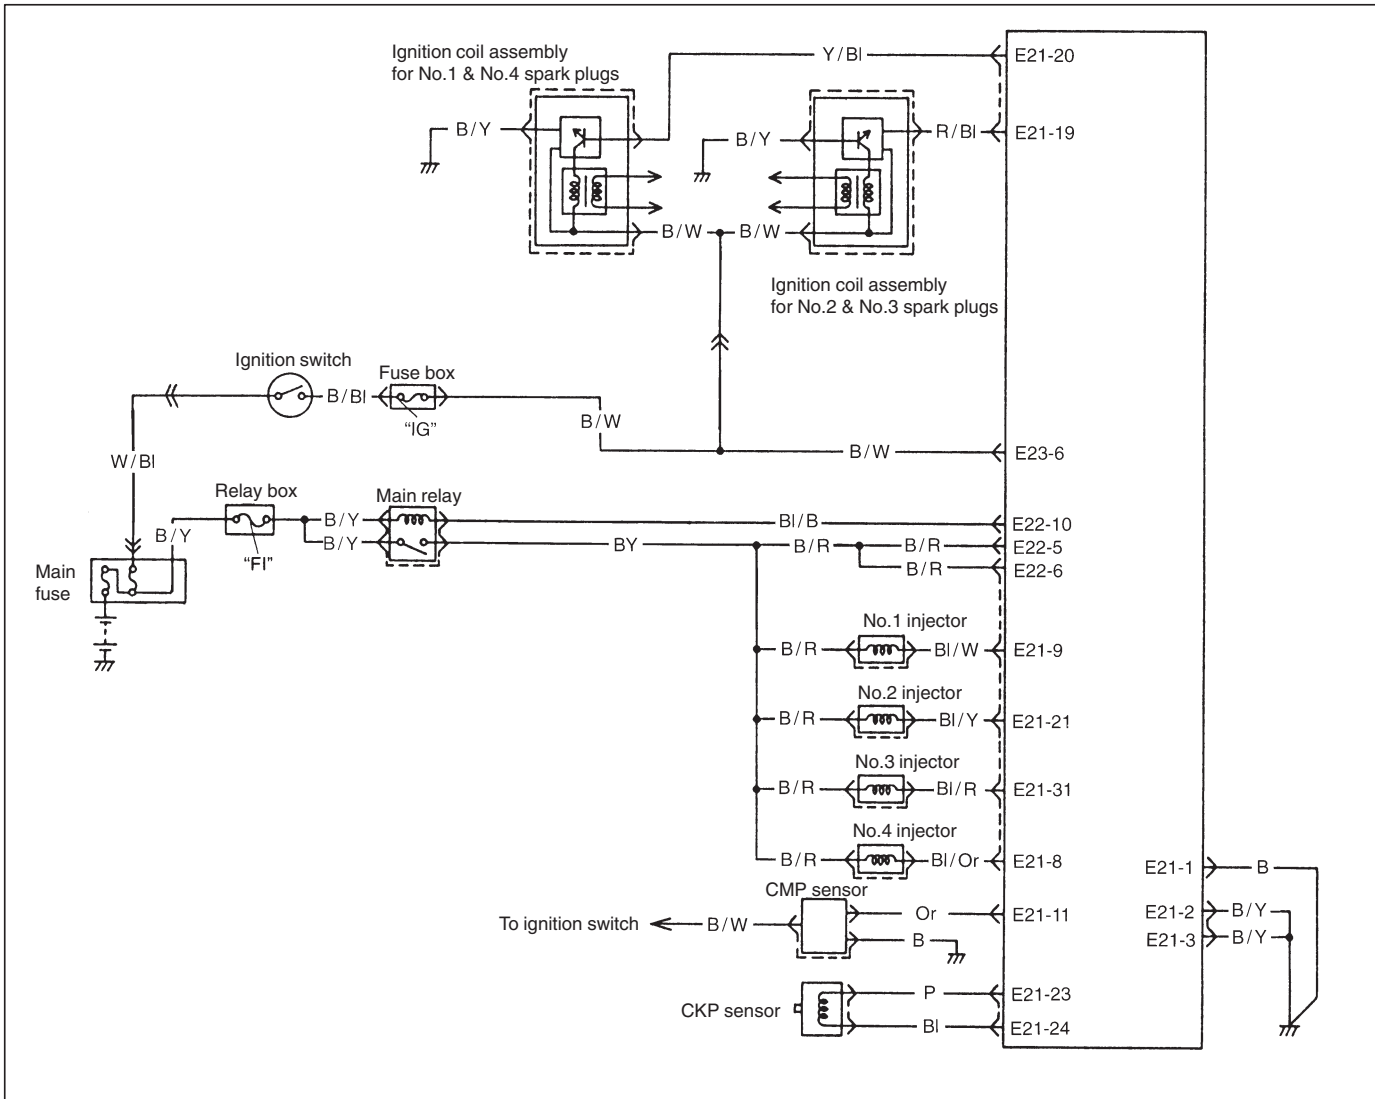 Ignition coil assembly
for No.1 & No.4 spark plugs
Y/Bl
E21-20
B/Y
B/Y
R/Bl
E21-19
B/W
B/W
Ignition coil assembly
for No.2 & No.3 spark plugs
Ignition switch
Fuse box
B/Bl
"IG"
B/W
B/W
E23-6
W/Bl
Relay box
Main relay
B/Y
B/Y
Bl/B
E22-10
B/Y
"FI"
BY
B/R
B/R
E22-5
B/R
E22-6
Main
fuse
No.1 injector
B/R
Bl/W
E21-9
No.2 injector
B/R
Bl/Y
E21-21
No.3 injector
B/R
Bl/R
E21-31
No.4 injector
B/R
Bl/Or
E21-8
E21-1
B
CMP sensor
To ignition switch
B/W
Or
E21-11
E21-2
B/Y
B
E21-3
B/Y
CKP sensor
P
E21-23
Bl
E21-24